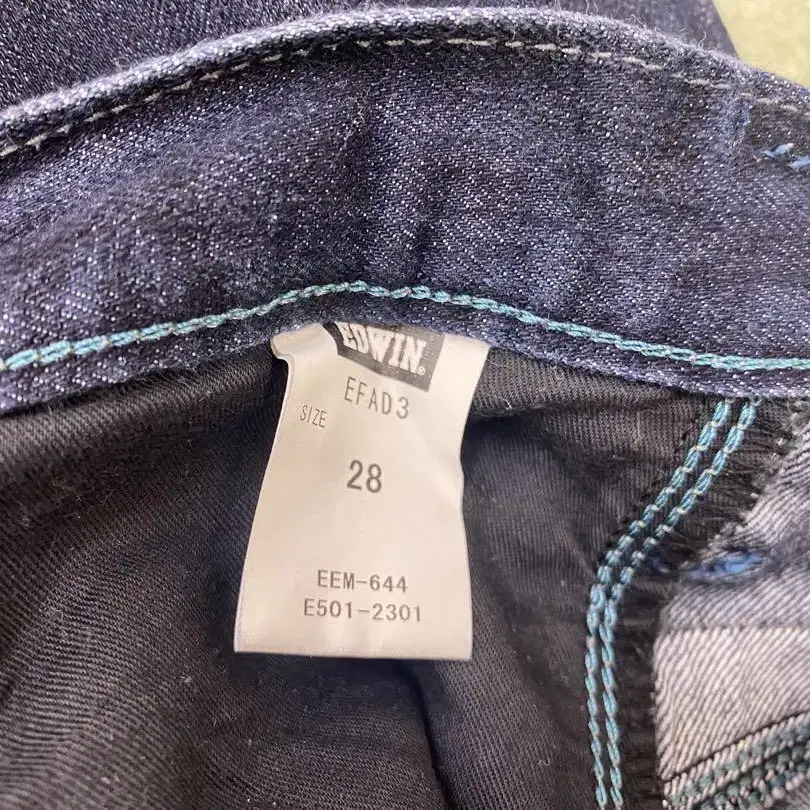 EDWIN®
EFAD3
SIZE
28
EEM-644
E501-2301